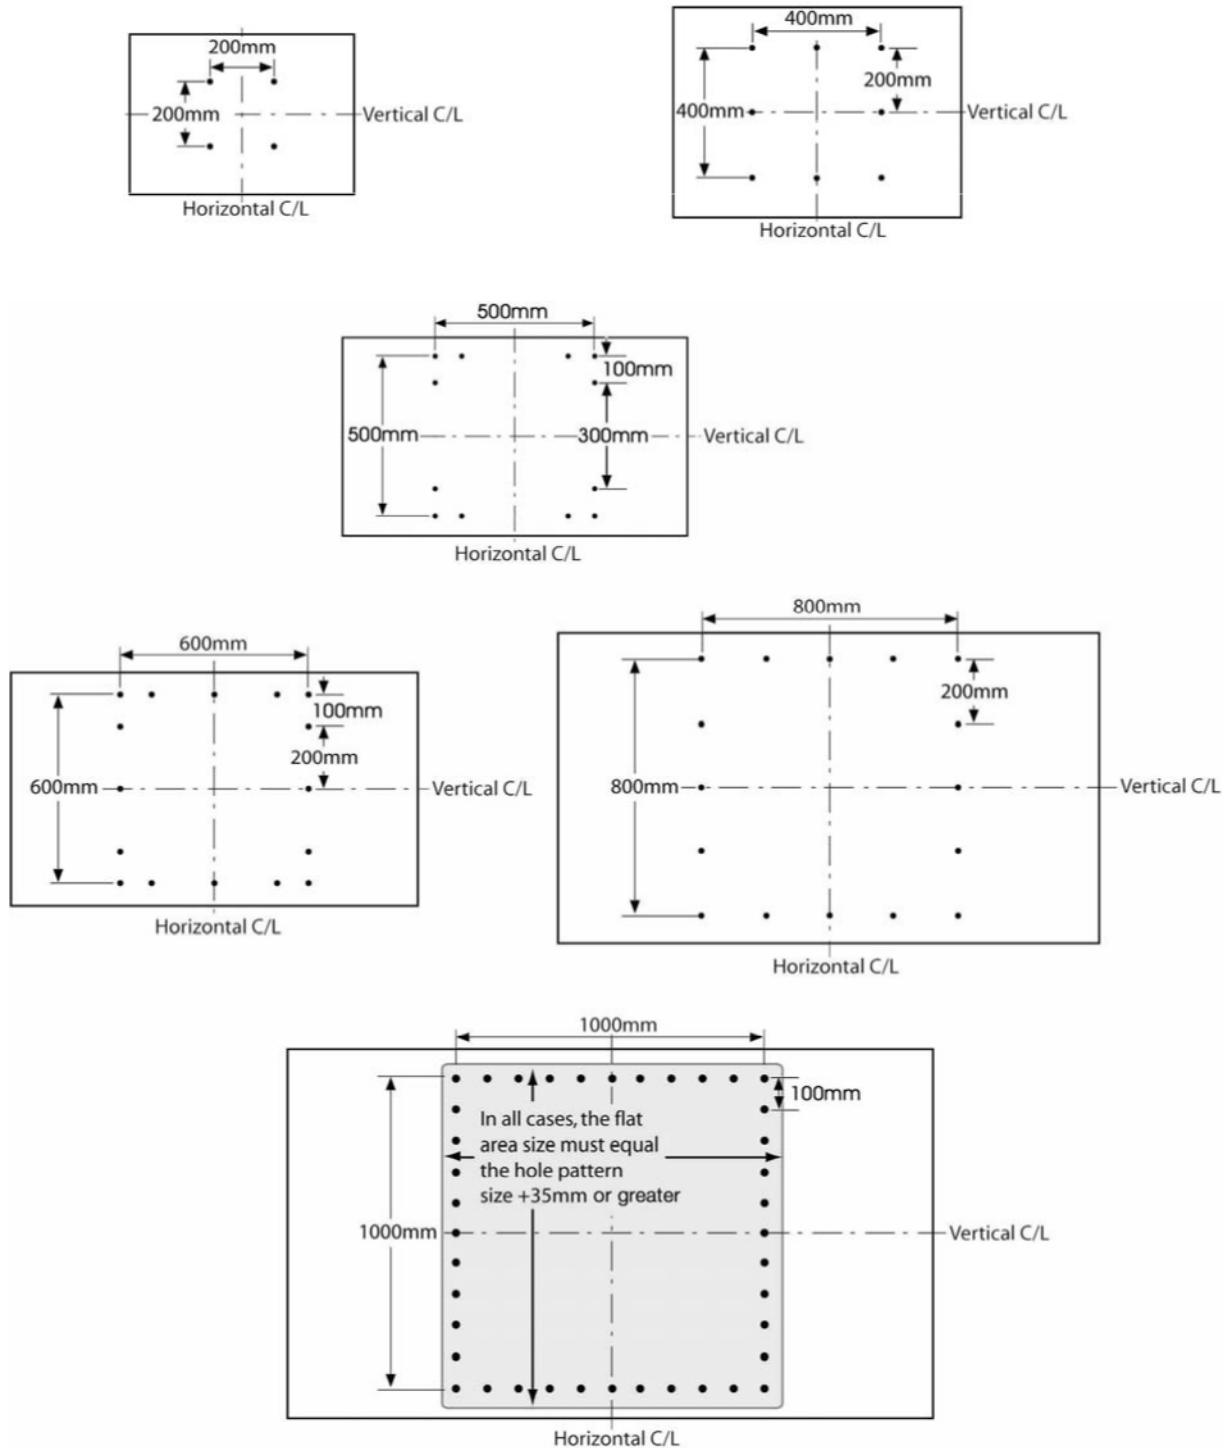 200mm
200mm
Vertical C/L
Horizontal C/L
400mm
200mm
400mm
Vertical C/L
Horizontal C/L
500mm
100mm
500mm
300mm
Vertical C/L
Horizontal C/L
600mm
100mm
200mm
600mm
Vertical C/L
Horizontal C/L
800mm
200mm
800mm
Vertical C/L
Horizontal C/L
1000mm
100mm
In all cases, the flat
area size must equal
the hole pattern
size +35mm or greater
1000mm
Vertical C/L
Horizontal C/L